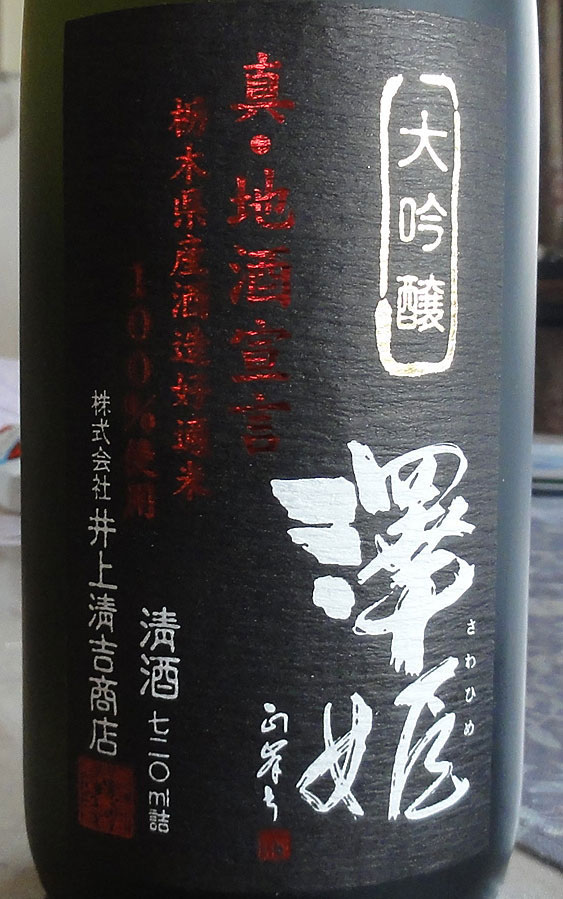 大吟醸
澤姫
さわひめ
真・地酒宣言
栃木県産酒造好適米
100%使用
清酒 七二〇ml詰
株式会社 井上清吉商店